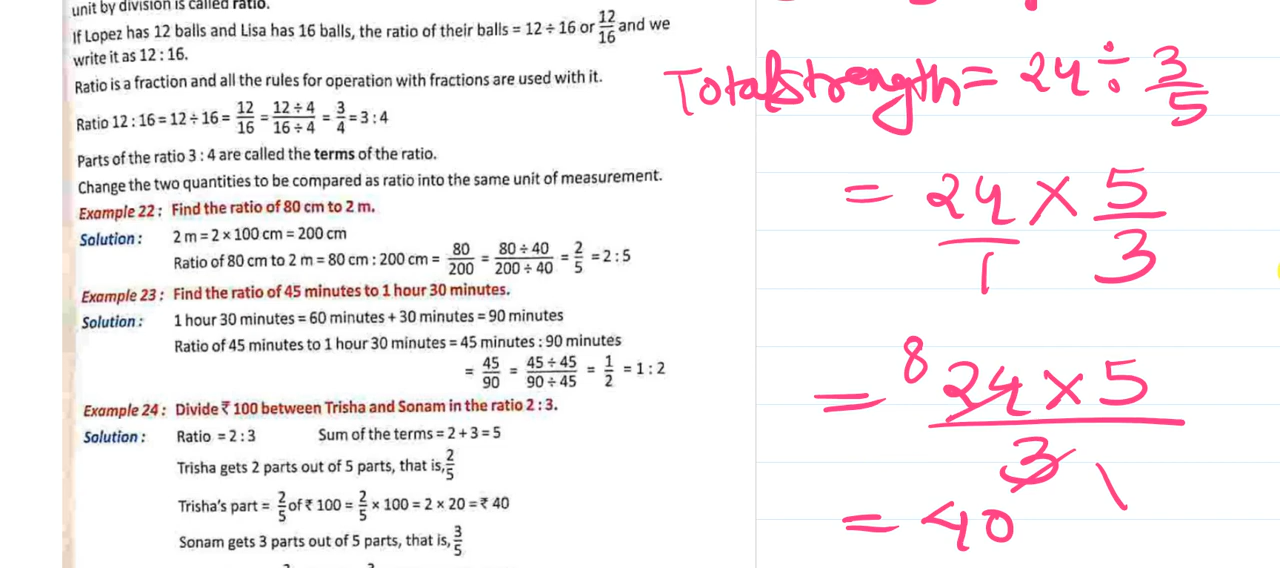 unit by division is called ratio.
If Lopez has 12 balls and Lisa has 16 balls, the ratio of their balls = 12 ÷ 16 or 12/16 and we
write it as 12 : 16.
Ratio is a fraction and all the rules for operation with fractions are used with it.
Ratio 12 : 16 = 12 ÷ 16 = 12/16 = 12 ÷ 4/16 ÷ 4 = 3/4 = 3 : 4
Parts of the ratio 3 : 4 are called the terms of the ratio.
Change the two quantities to be compared as ratio into the same unit of measurement.
Example 22 : Find the ratio of 80 cm to 2 m.
Solution : 2 m = 2 × 100 cm = 200 cm
Ratio of 80 cm to 2 m = 80 cm : 200 cm = 80/200 = 80 ÷ 40/200 ÷ 40 = 2/5 = 2 : 5
Example 23 : Find the ratio of 45 minutes to 1 hour 30 minutes.
Solution : 1 hour 30 minutes = 60 minutes + 30 minutes = 90 minutes
Ratio of 45 minutes to 1 hour 30 minutes = 45 minutes : 90 minutes
= 45/90 = 45 ÷ 45/90 ÷ 45 = 1/2 = 1 : 2
Example 24 : Divide ₹ 100 between Trisha and Sonam in the ratio 2 : 3.
Solution : Ratio = 2 : 3 Sum of the terms = 2 + 3 = 5
Trisha gets 2 parts out of 5 parts, that is, 2/5
Trisha's part = 2/5 of ₹ 100 = 2/5 × 100 = 2 × 20 = ₹ 40
Sonam gets 3 parts out of 5 parts, that is, 3/5
Total strength = 24 ÷ 3/5
= 24/1 × 5/3
= 8 24 × 5/3 1
= 40